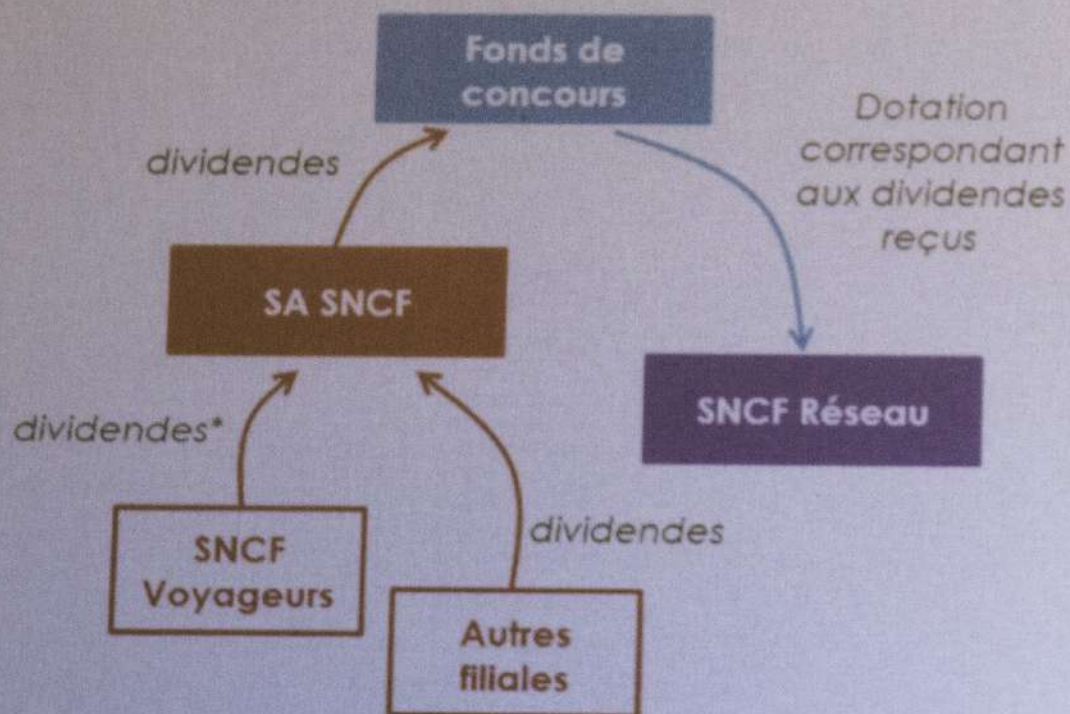 Fonds de
concours
Dotation
correspondant
aux dividendes
reçus
dividendes
SA SNCF
SNCF Réseau
dividendes*
dividendes
SNCF
Voyageurs
Autres
filiales